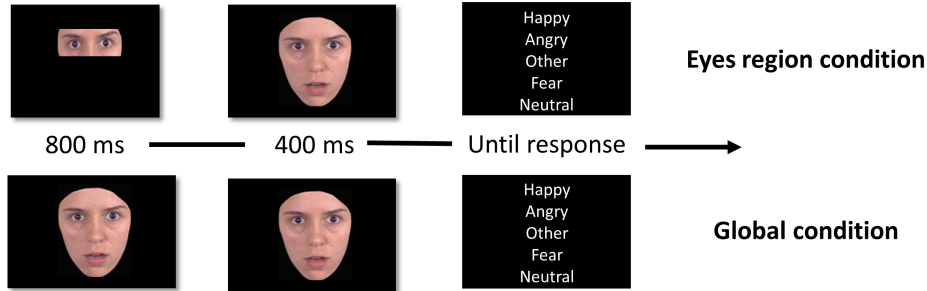 Happy
Angry
Other
Fear
Neutral
Eyes region condition
800 ms
400 ms
Until response
Happy
Angry
Other
Fear
Neutral
Global condition